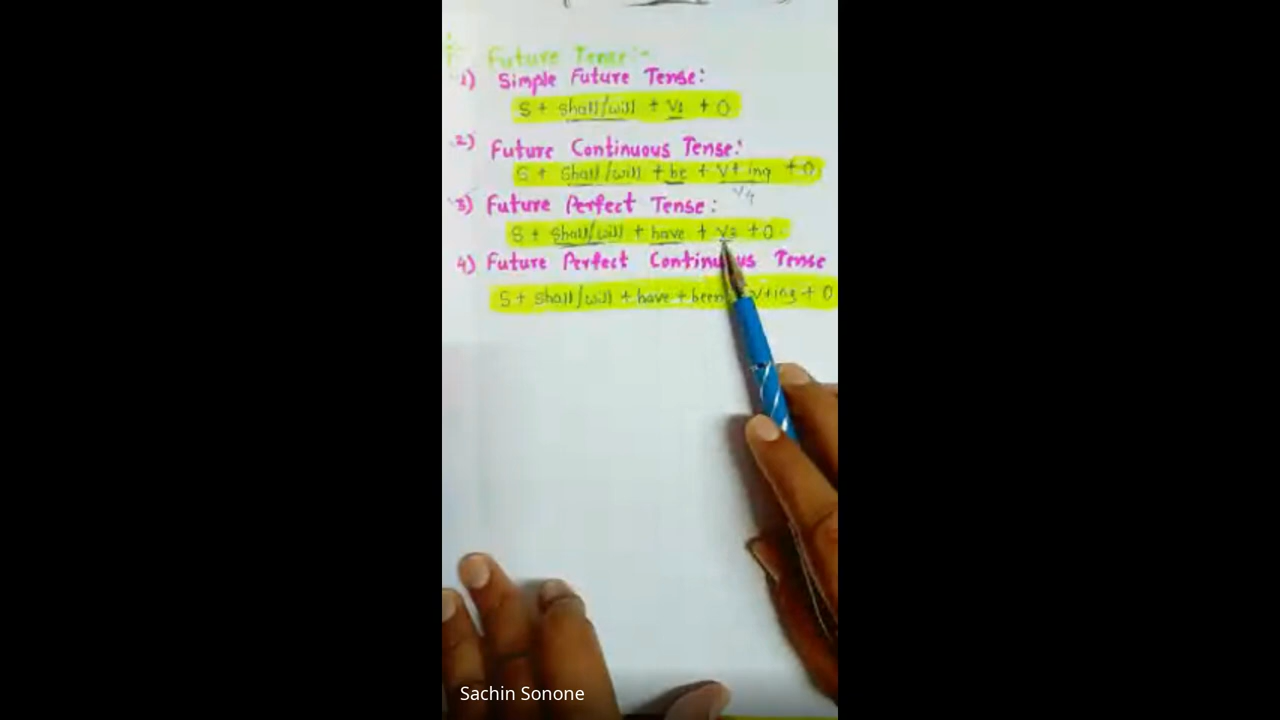 Future Tense:-
1) Simple Future Tense:
S + shall/will + V1 + O
2) Future Continuous Tense:
S + shall/will + be + V+ing + O
V4
3) Future Perfect Tense:
S + shall/will + have + V3 + O
4) Future Perfect Continuous Tense
S + shall/will + have + been + V+ing + O
Sachin Sonone